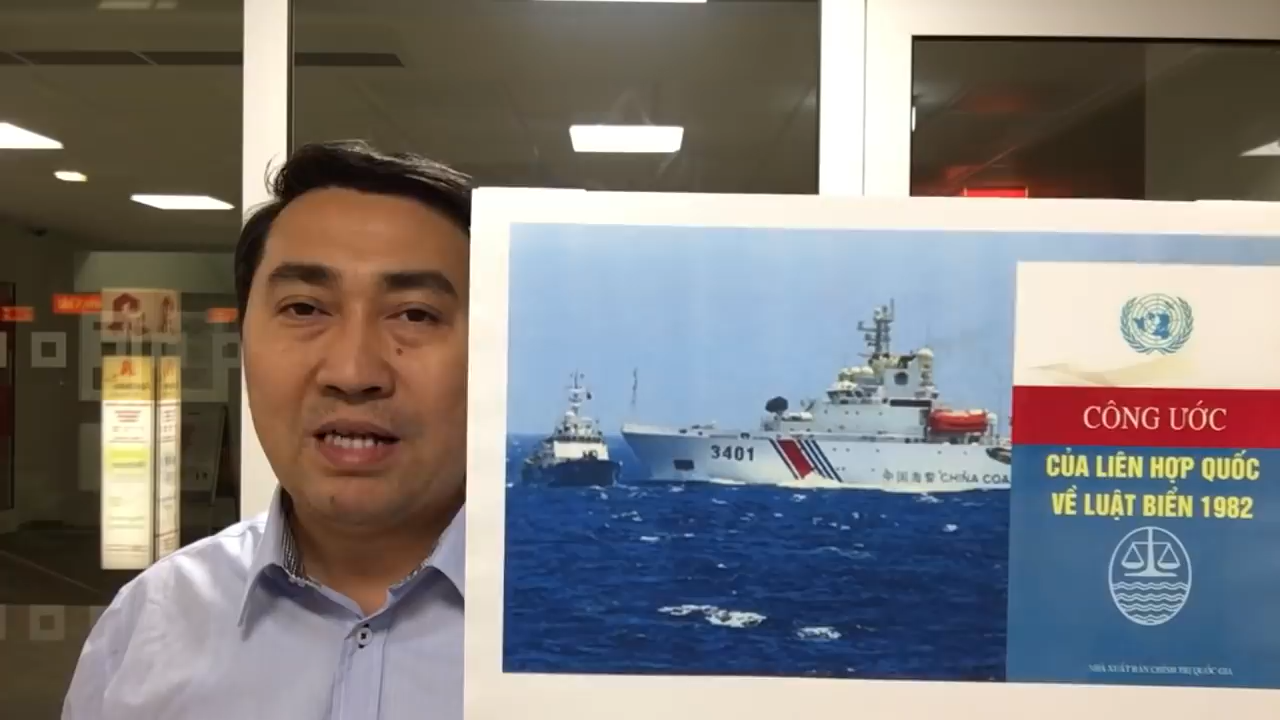 3401
中国海警 CHINA COA
CÔNG ƯỚC
CỦA LIÊN HỢP QUỐC
VỀ LUẬT BIỂN 1982
NHÀ XUẤT BẢN CHÍNH TRỊ QUỐC GIA